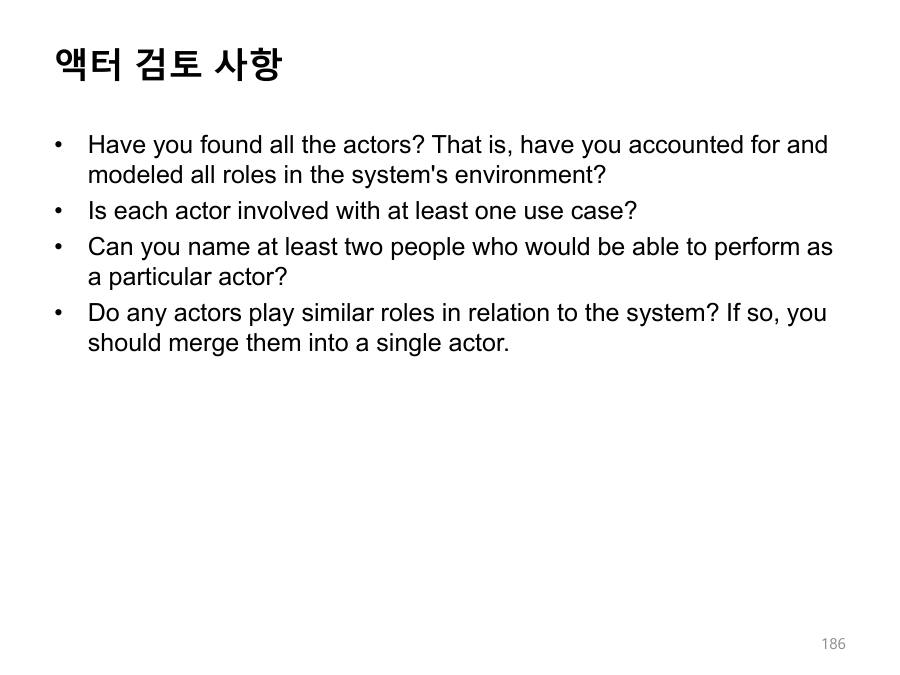 액터 검토 사항
• Have you found all the actors? That is, have you accounted for and
modeled all roles in the system's environment?
• Is each actor involved with at least one use case?
• Can you name at least two people who would be able to perform as
a particular actor?
• Do any actors play similar roles in relation to the system? If so, you
should merge them into a single actor.
186